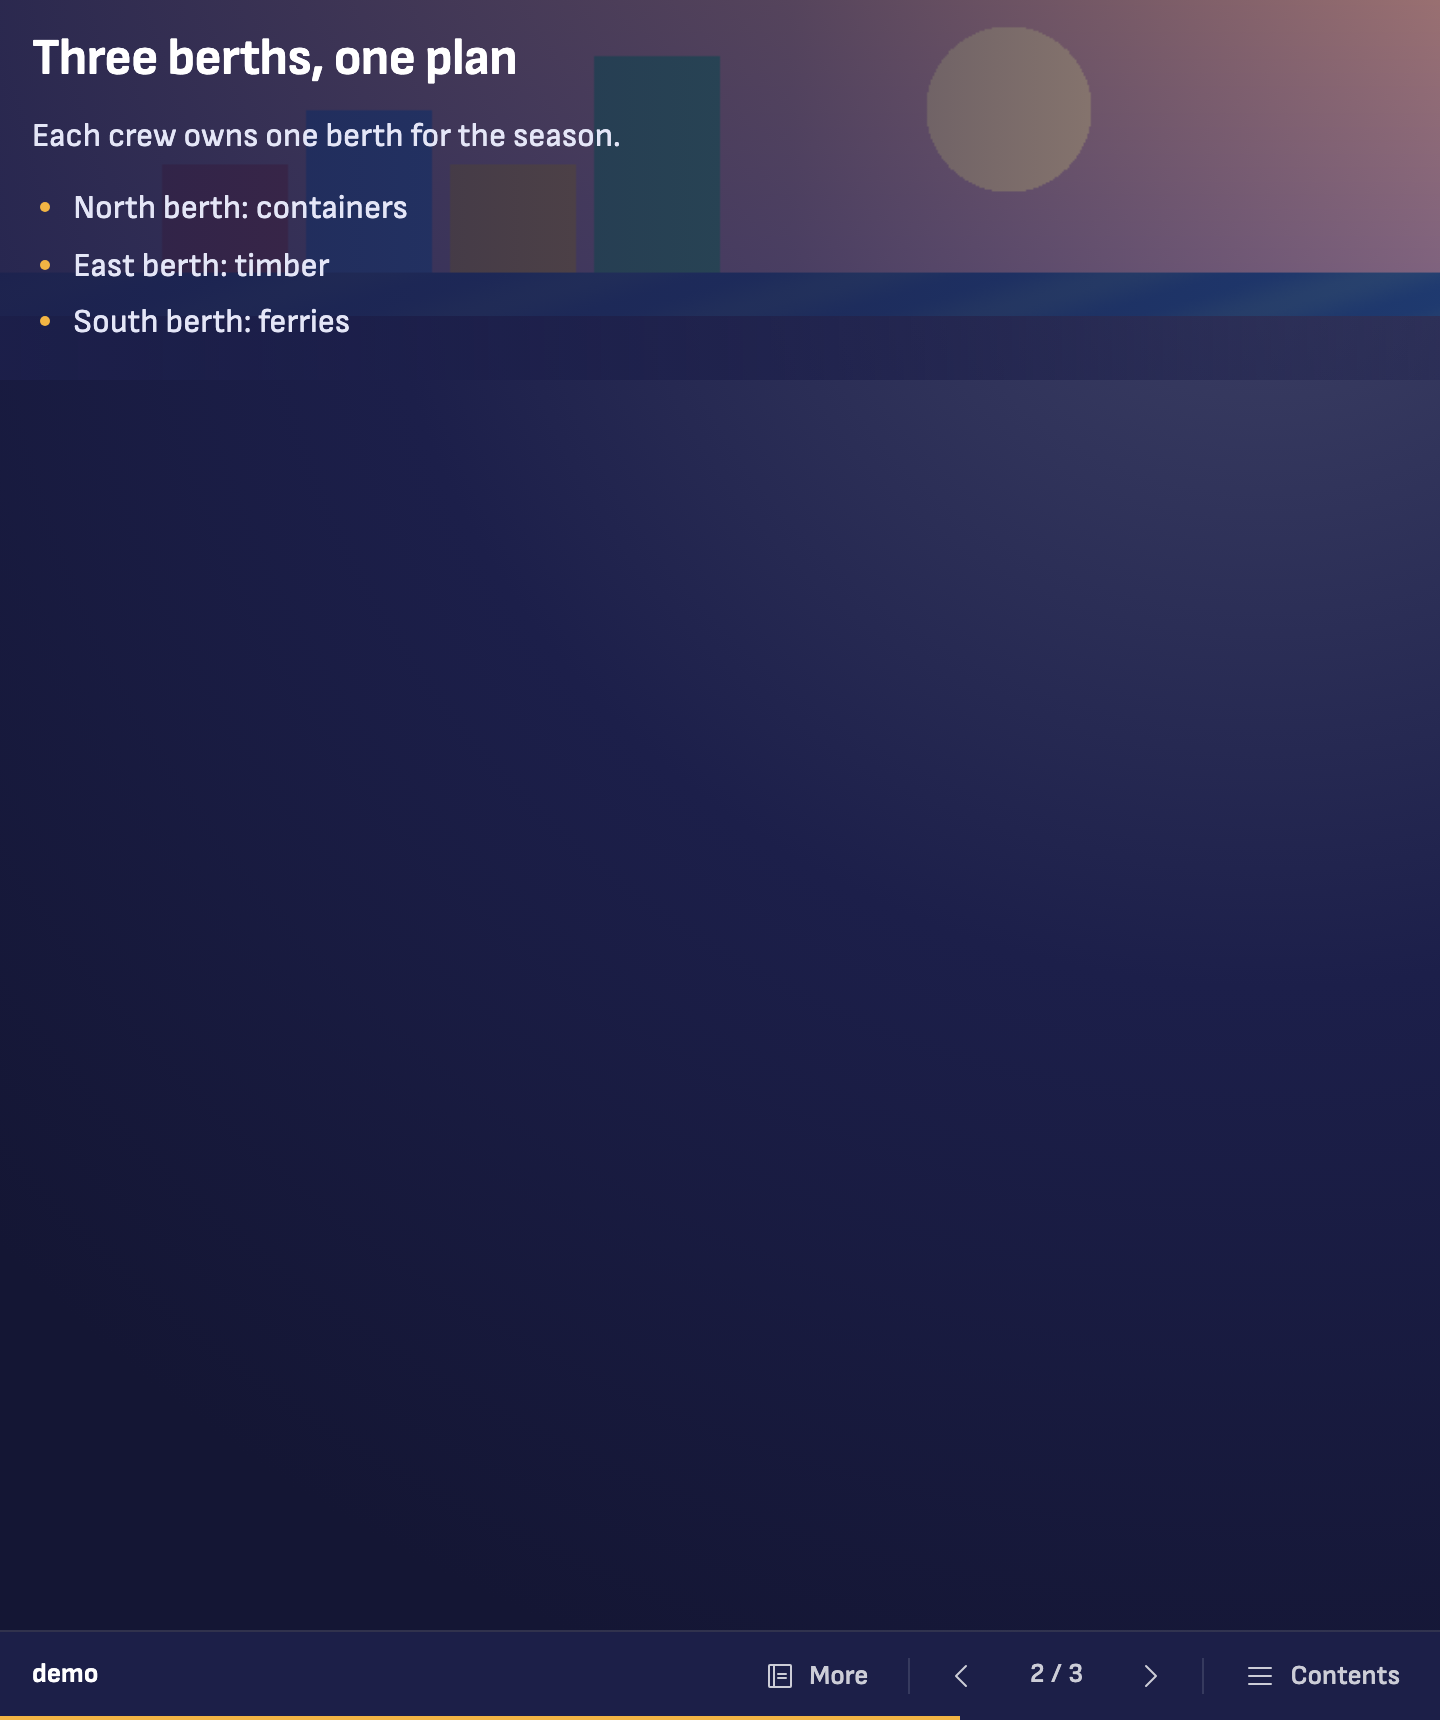 Three berths, one plan
Each crew owns one berth for the season.
North berth: containers
East berth: timber
South berth: ferries
demo
More
2 / 3
Contents